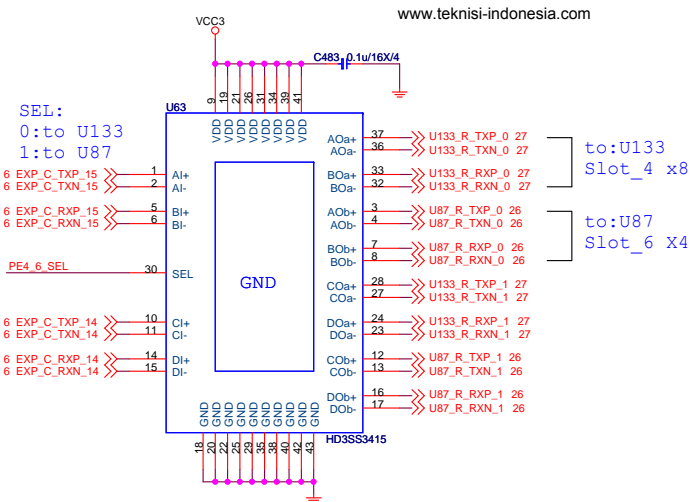 www.teknisi-indonesia.com
VCC3
C483 0.1u/16X/4
9 19 21 26 31 34 39 41
U63
VDD VDD VDD VDD VDD VDD VDD VDD
SEL:
0:to U133
1:to U87
6 EXP_C_TXP_15 1 AI+
6 EXP_C_TXN_15 2 AI-
6 EXP_C_RXP_15 5 BI+
6 EXP_C_RXN_15 6 BI-
PE4_6_SEL 30 SEL
6 EXP_C_TXP_14 10 CI+
6 EXP_C_TXN_14 11 CI-
6 EXP_C_RXP_14 14 DI+
6 EXP_C_RXN_14 15 DI-
GND
AOa+ 37 U133_R_TXP_0 27
AOa- 36 U133_R_TXN_0 27
BOa+ 33 U133_R_RXP_0 27
BOa- 32 U133_R_RXN_0 27
to:U133
Slot_4 x8
AOb+ 3 U87_R_TXP_0 26
AOb- 4 U87_R_TXN_0 26
BOb+ 7 U87_R_RXP_0 26
BOb- 8 U87_R_RXN_0 26
to:U87
Slot_6 X4
COa+ 28 U133_R_TXP_1 27
COa- 27 U133_R_TXN_1 27
DOa+ 24 U133_R_RXP_1 27
DOa- 23 U133_R_RXN_1 27
COb+ 12 U87_R_TXP_1 26
COb- 13 U87_R_TXN_1 26
DOb+ 16 U87_R_RXP_1 26
DOb- 17 U87_R_RXN_1 26
GND GND GND GND GND GND GND GND GND GND
HD3SS3415
18 20 22 25 29 35 38 40 42 43